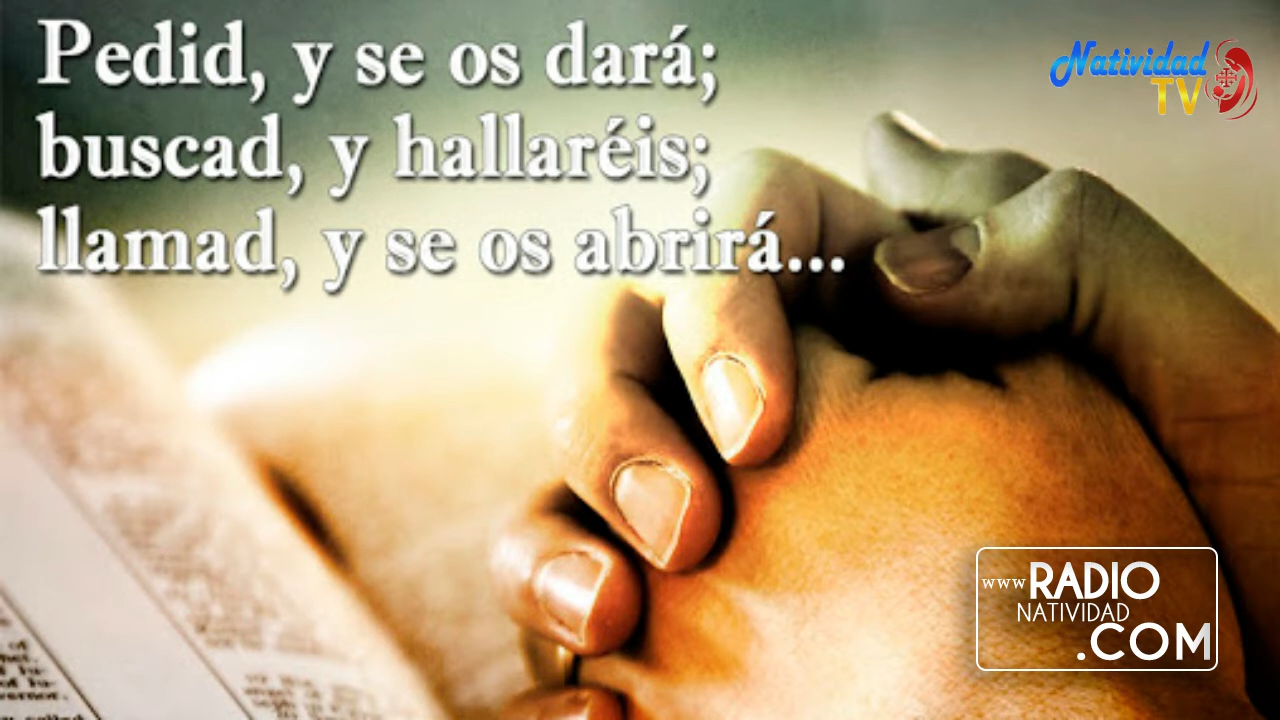 Pedid, y se os dará;
buscad, y hallaréis;
llamad, y se os abrirá...
Natividad
TV
www RADIO
NATIVIDAD
.COM